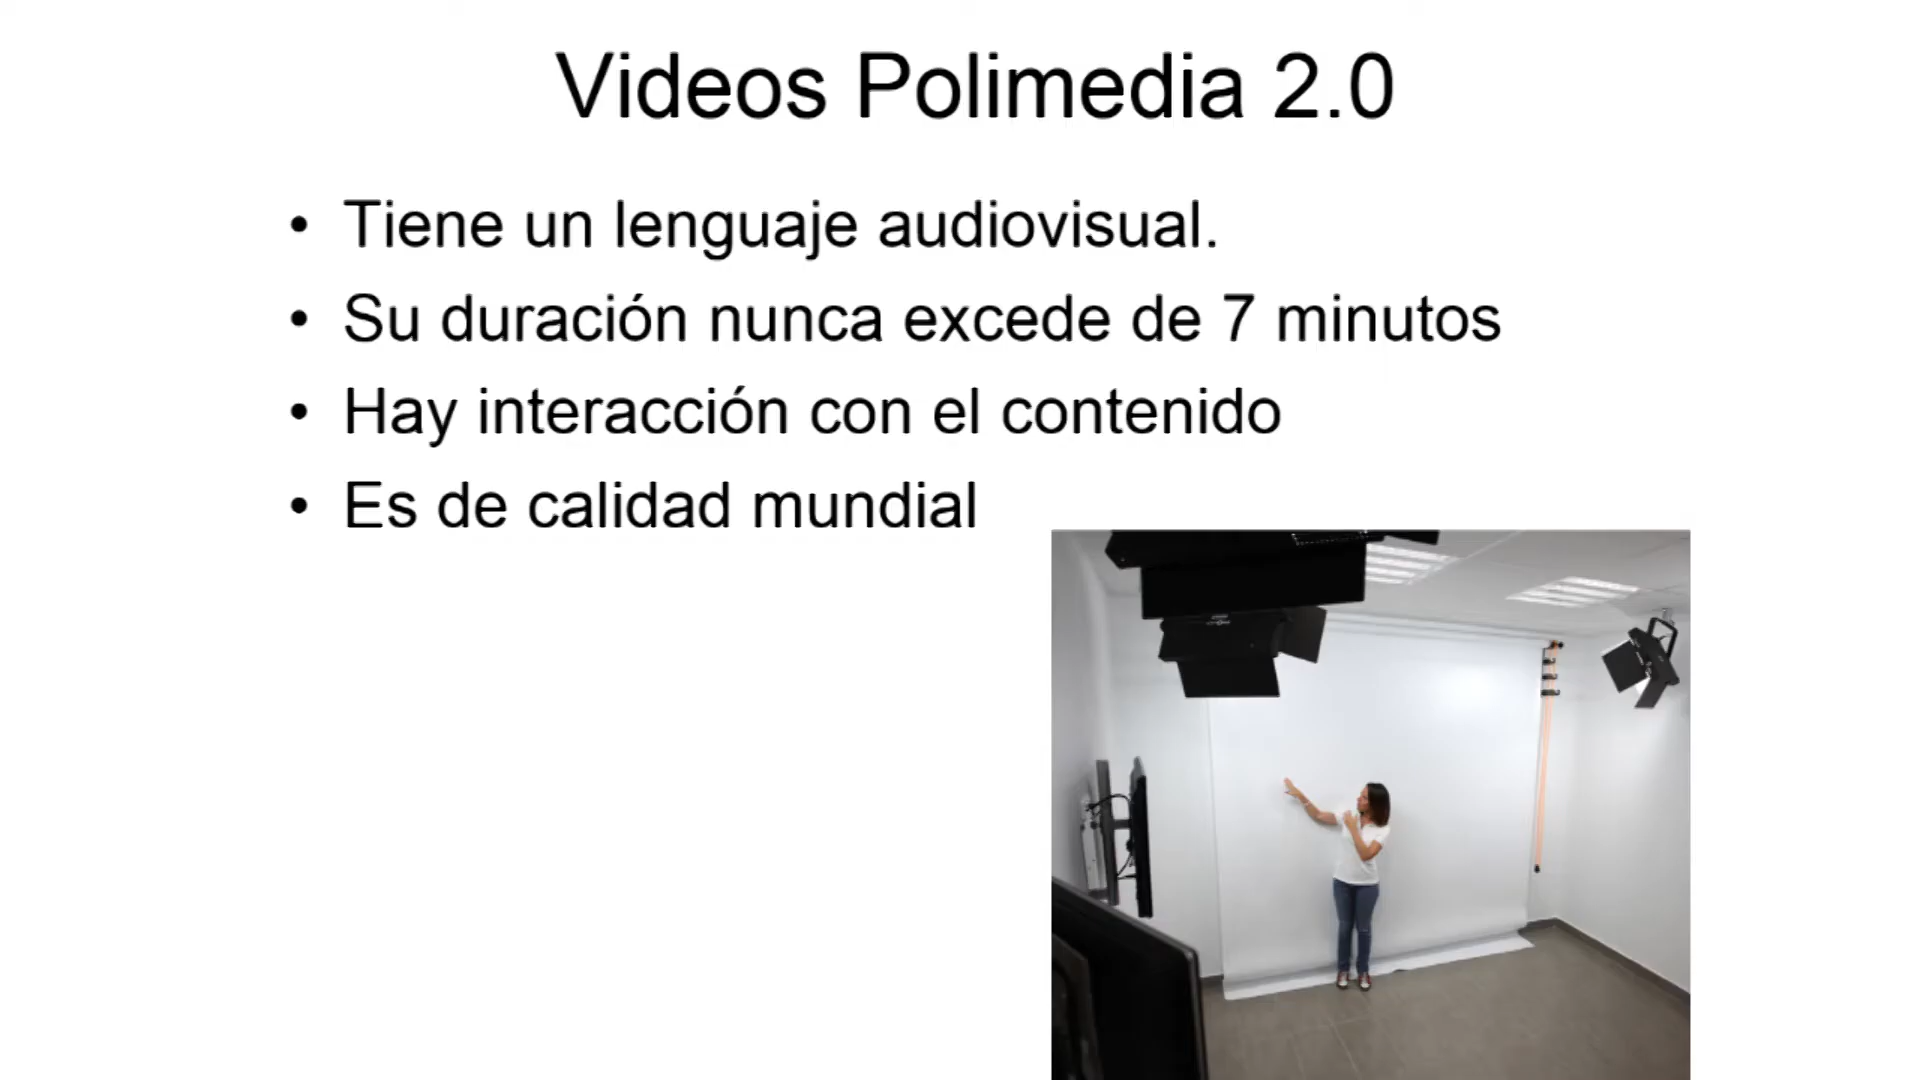 Videos Polimedia 2.0
• Tiene un lenguaje audiovisual.
• Su duración nunca excede de 7 minutos
• Hay interacción con el contenido
• Es de calidad mundial